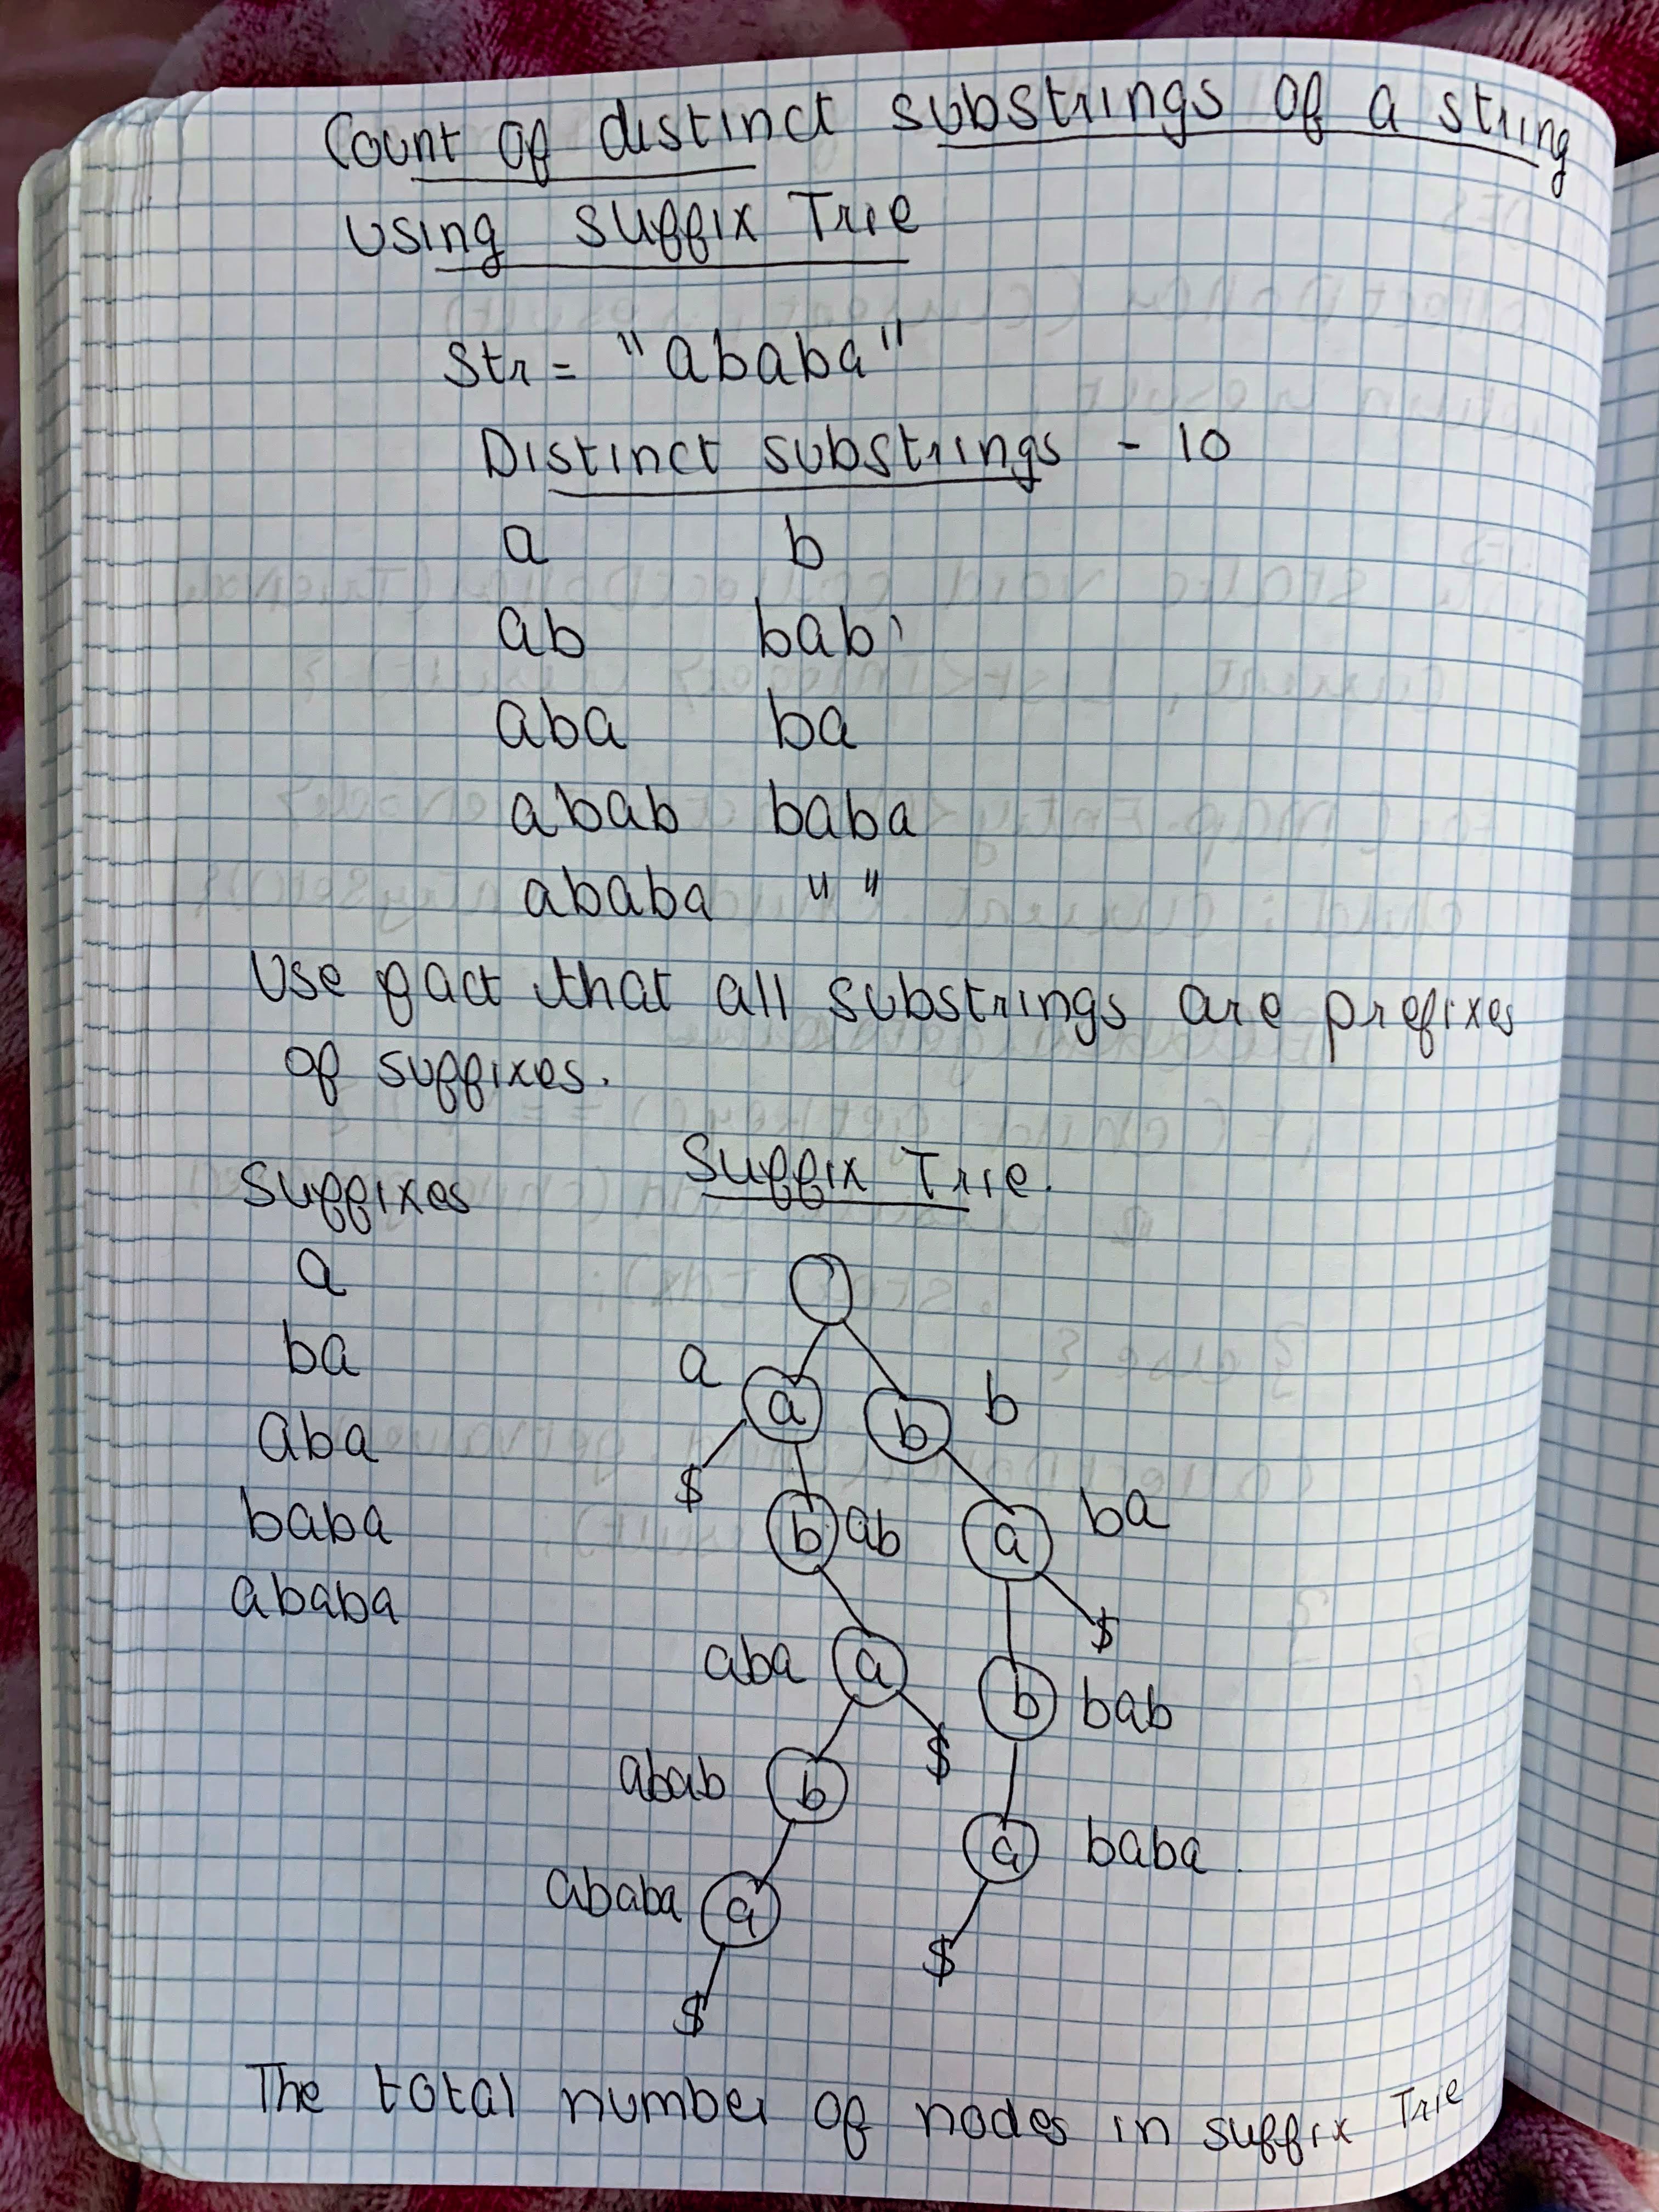 Count of distinct substrings of a string
using suffix Trie
str = "ababa"
Distinct substrings - 10
a b
ab bab
aba ba
abab baba
ababa " "
Use fact that all substrings are prefixes
of suffixes.
Suffixes Suffix Trie.
a
ba
a a b b
aba
$
baba b ab a ba
ababa
$
aba a b bab
$
abab b
a baba
ababa a
$
$
The total number of nodes in suffix Trie